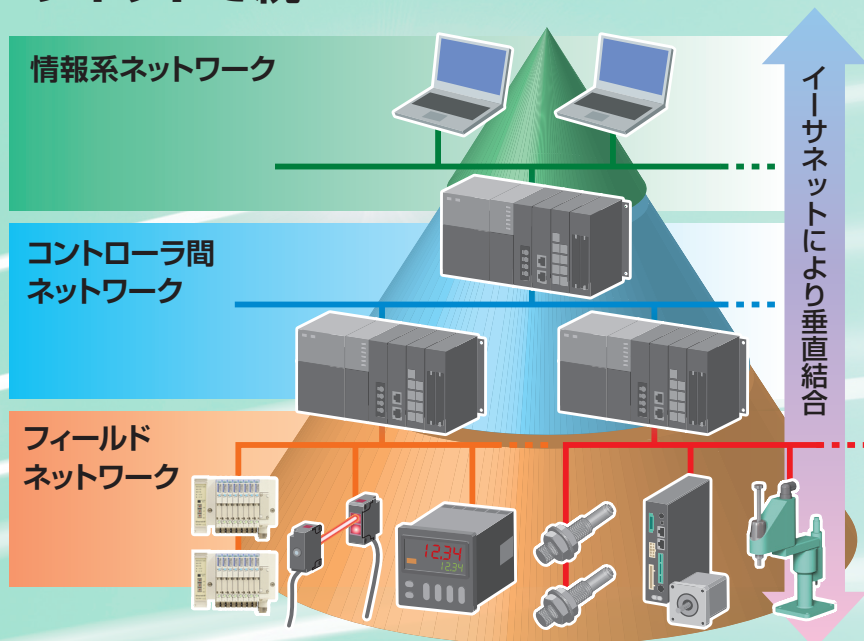 情報系ネットワーク
コントローラ間
ネットワーク
フィールド
ネットワーク
イーサネットにより垂直結合
12.34
12.34